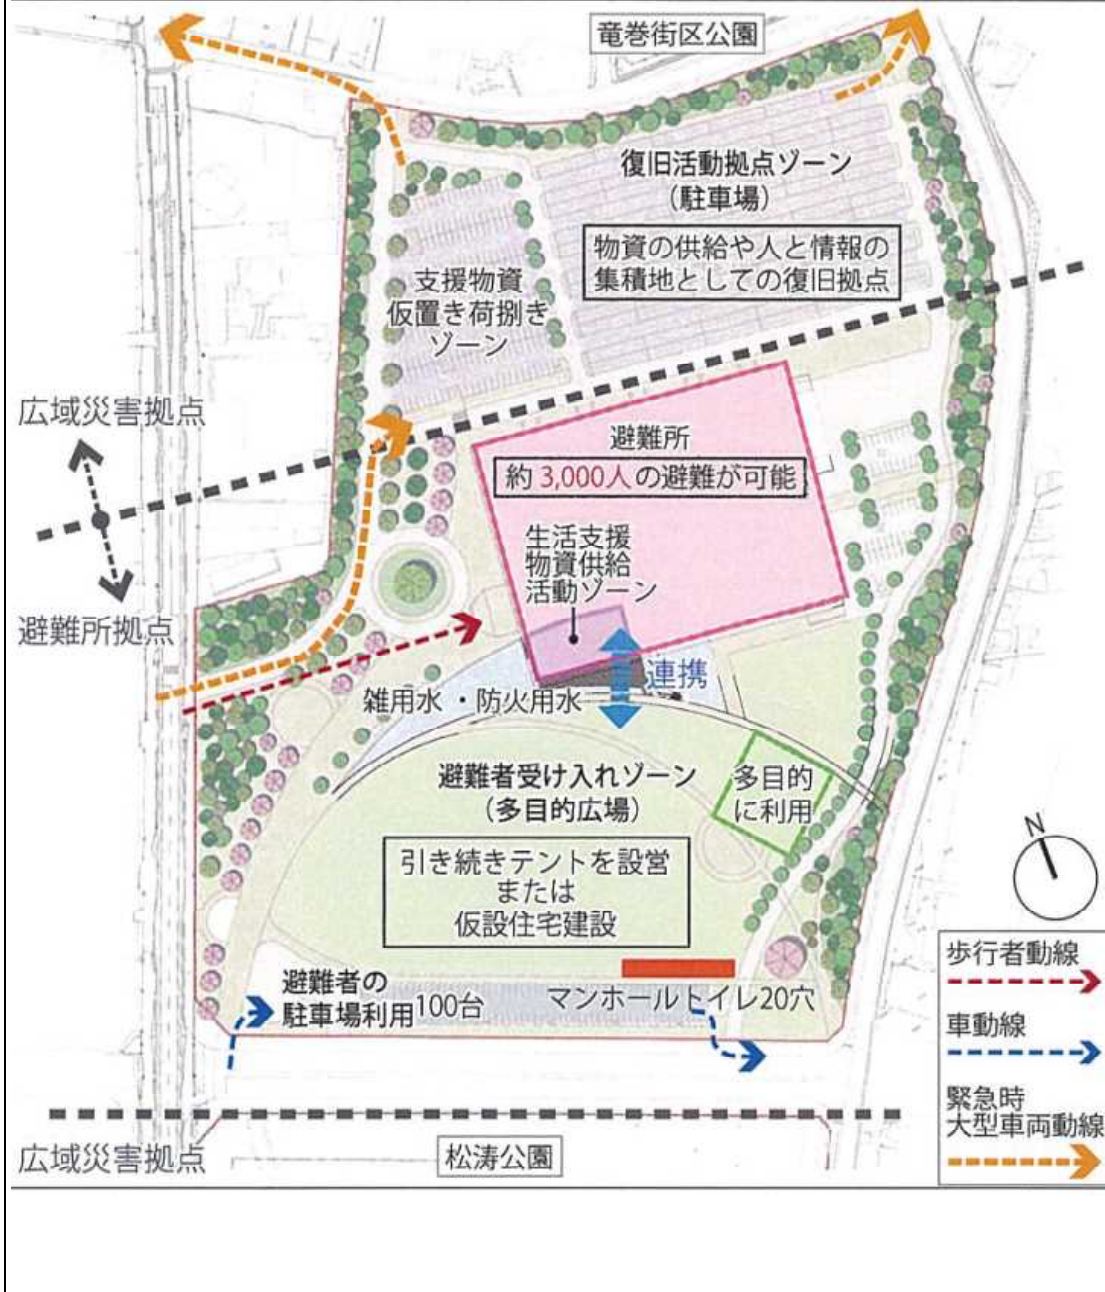 竜巻街区公園
復旧活動拠点ゾーン
（駐車場）
物資の供給や人と情報の
集積地としての復旧拠点
支援物資
仮置き荷捌き
ゾーン
広域災害拠点
避難所拠点
避難所
約3,000人の避難が可能
生活支援
物資供給
活動ゾーン
連携
雑用水・防火用水
避難者受け入れゾーン
（多目的広場）
多目的
に利用
引き続きテントを設営
または
仮設住宅建設
N
避難者の
駐車場利用100台
マンホールトイレ20穴
歩行者動線
車動線
緊急時
大型車両動線
広域災害拠点
松涛公園